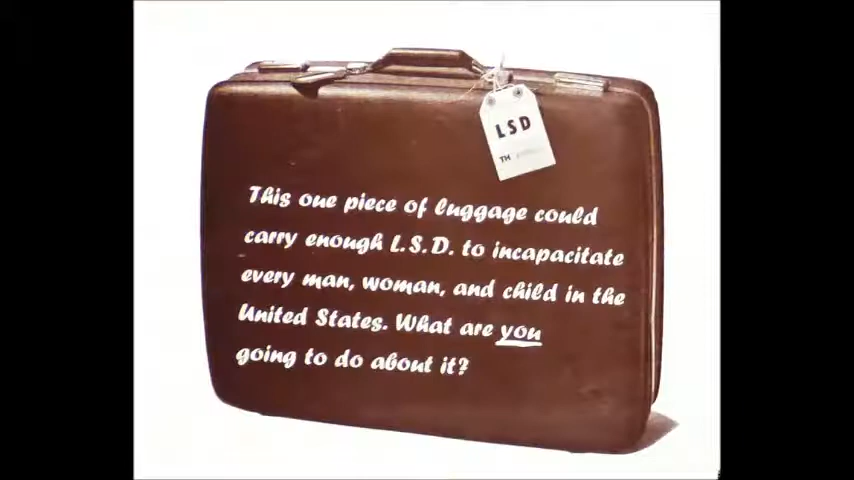 LSD
TH
This one piece of luggage could
carry enough L.S.D. to incapacitate
every man, woman, and child in the
United States. What are you
going to do about it?